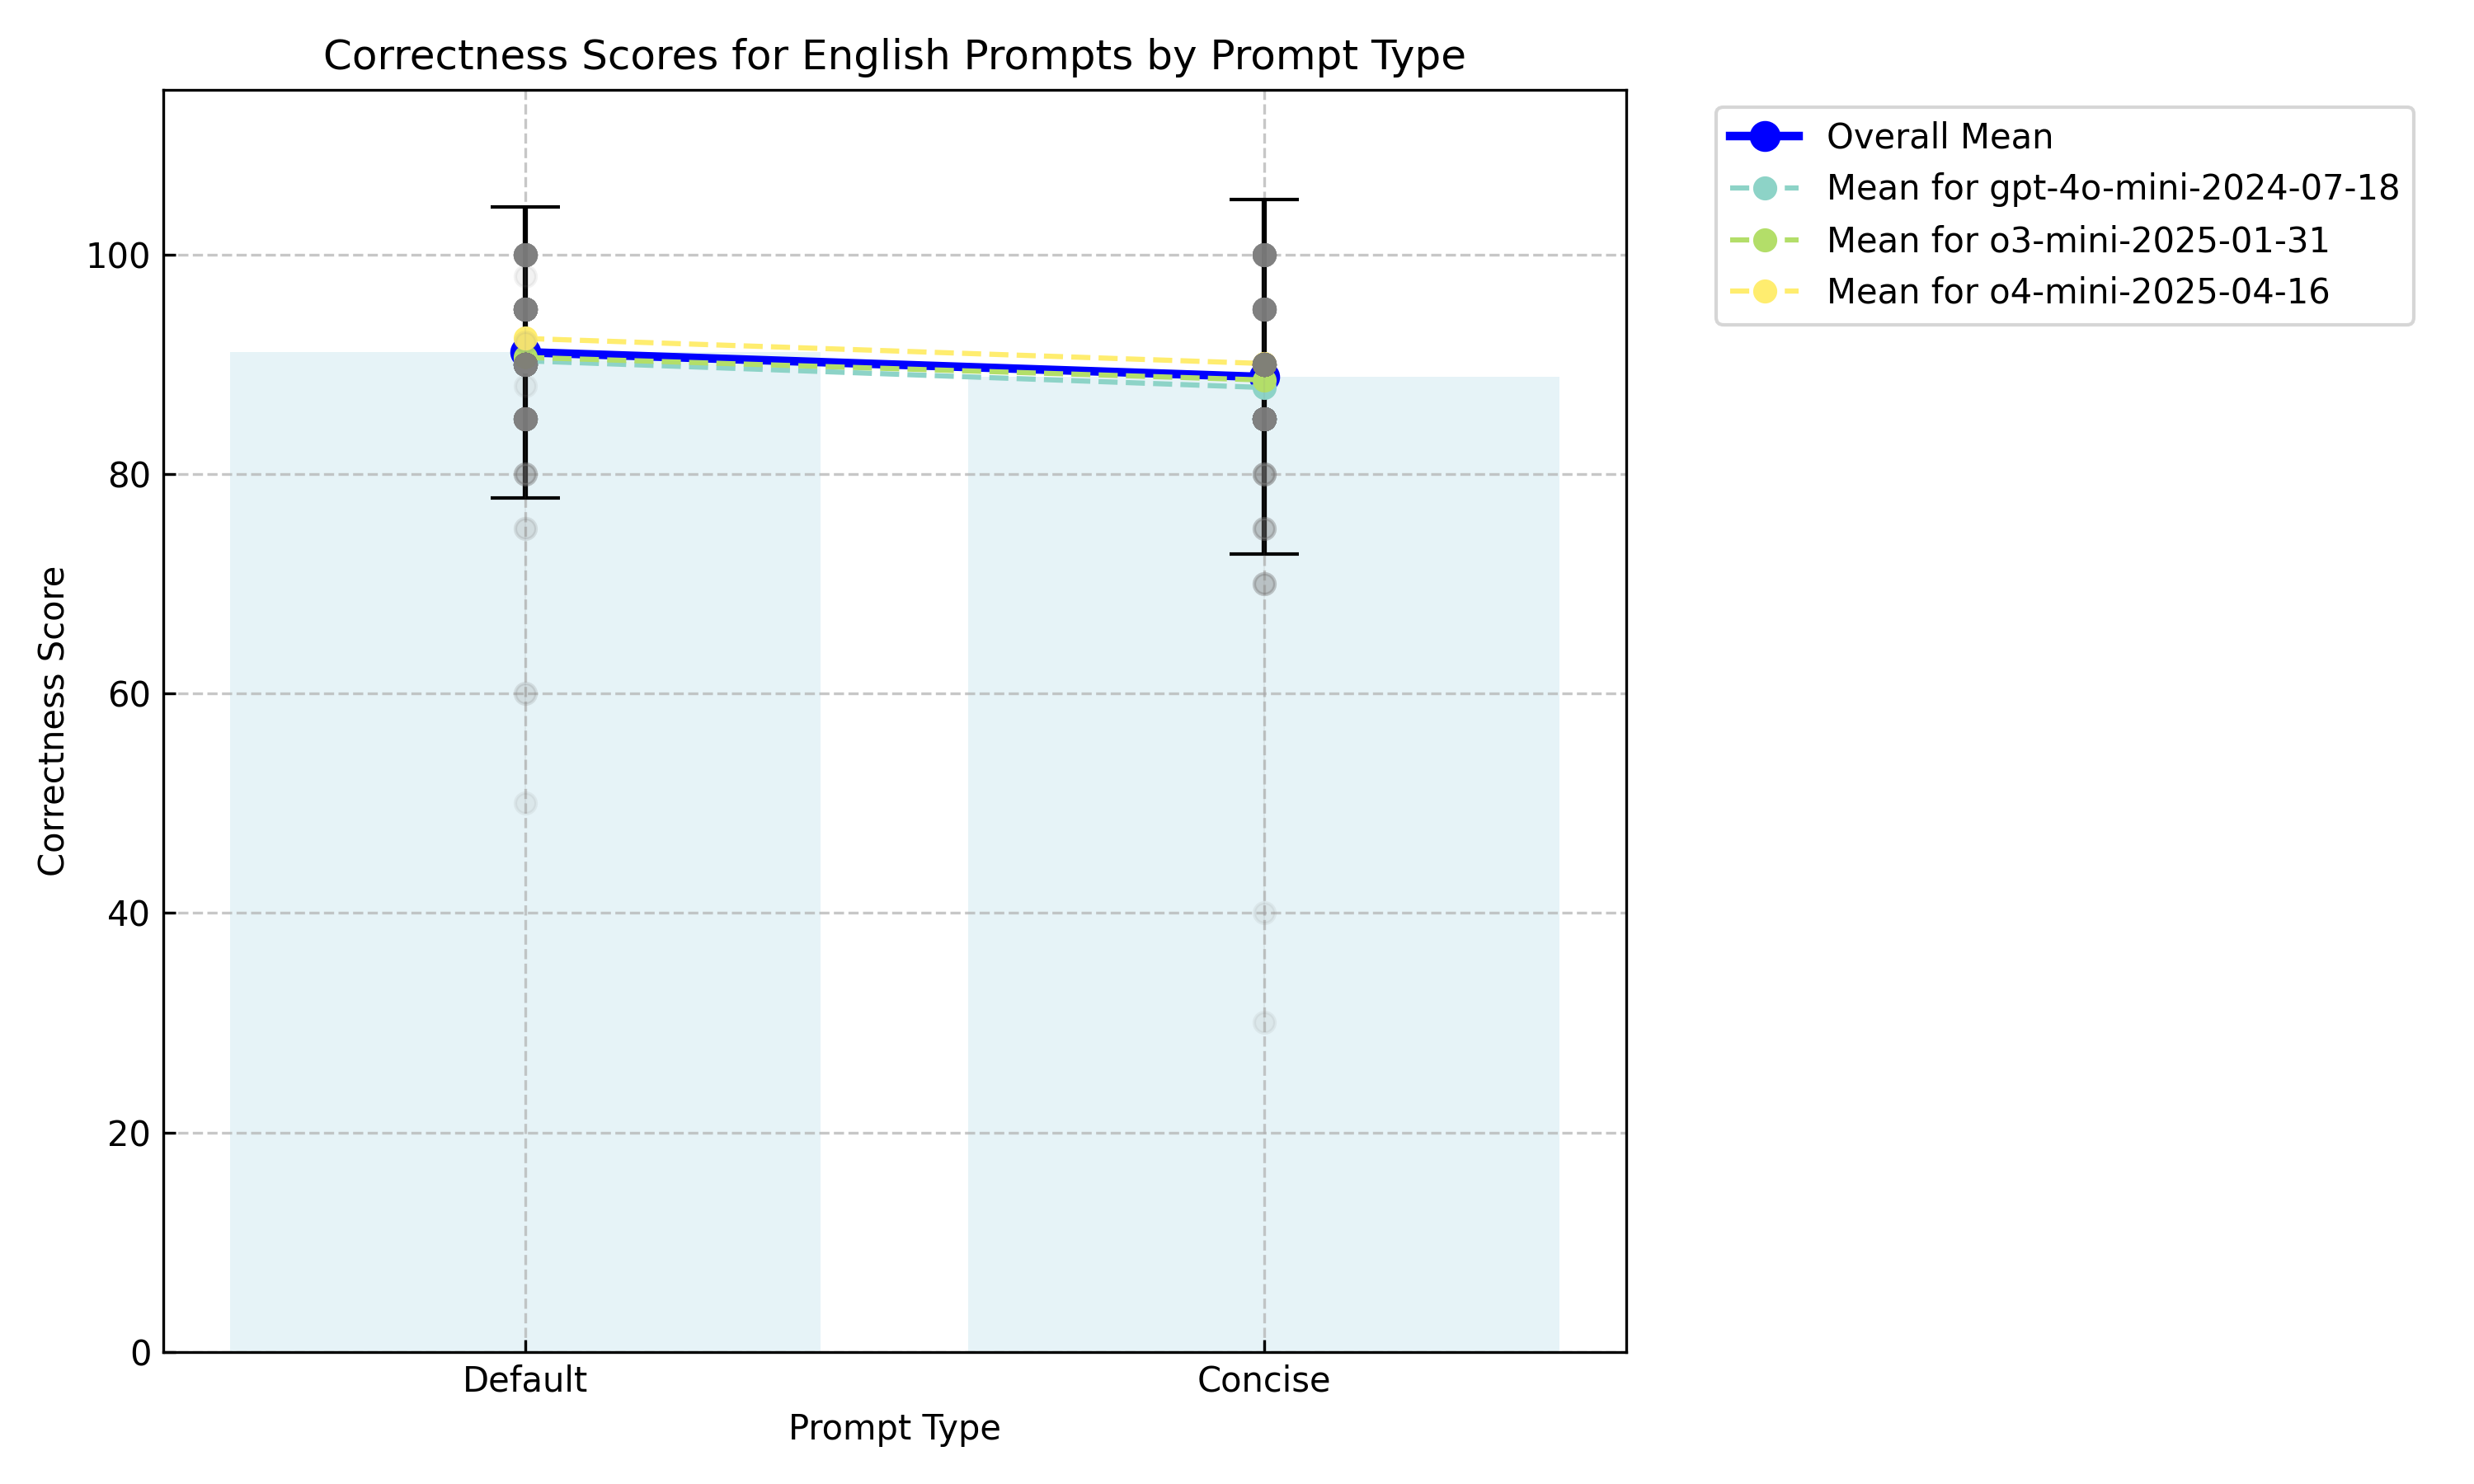 Correctness Scores for English Prompts by Prompt Type
Overall Mean
Mean for gpt-4o-mini-2024-07-18
Mean for o3-mini-2025-01-31
Mean for o4-mini-2025-04-16
Correctness Score
100
80
60
40
20
0
Default
Concise
Prompt Type